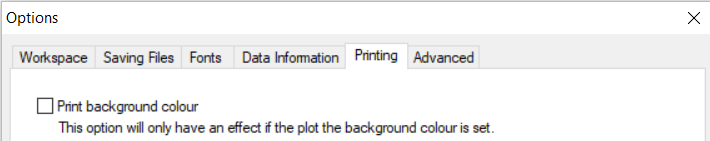 Options
Workspace Saving Files Fonts Data Information Printing Advanced
Print background colour
This option will only have an effect if the plot the background colour is set.